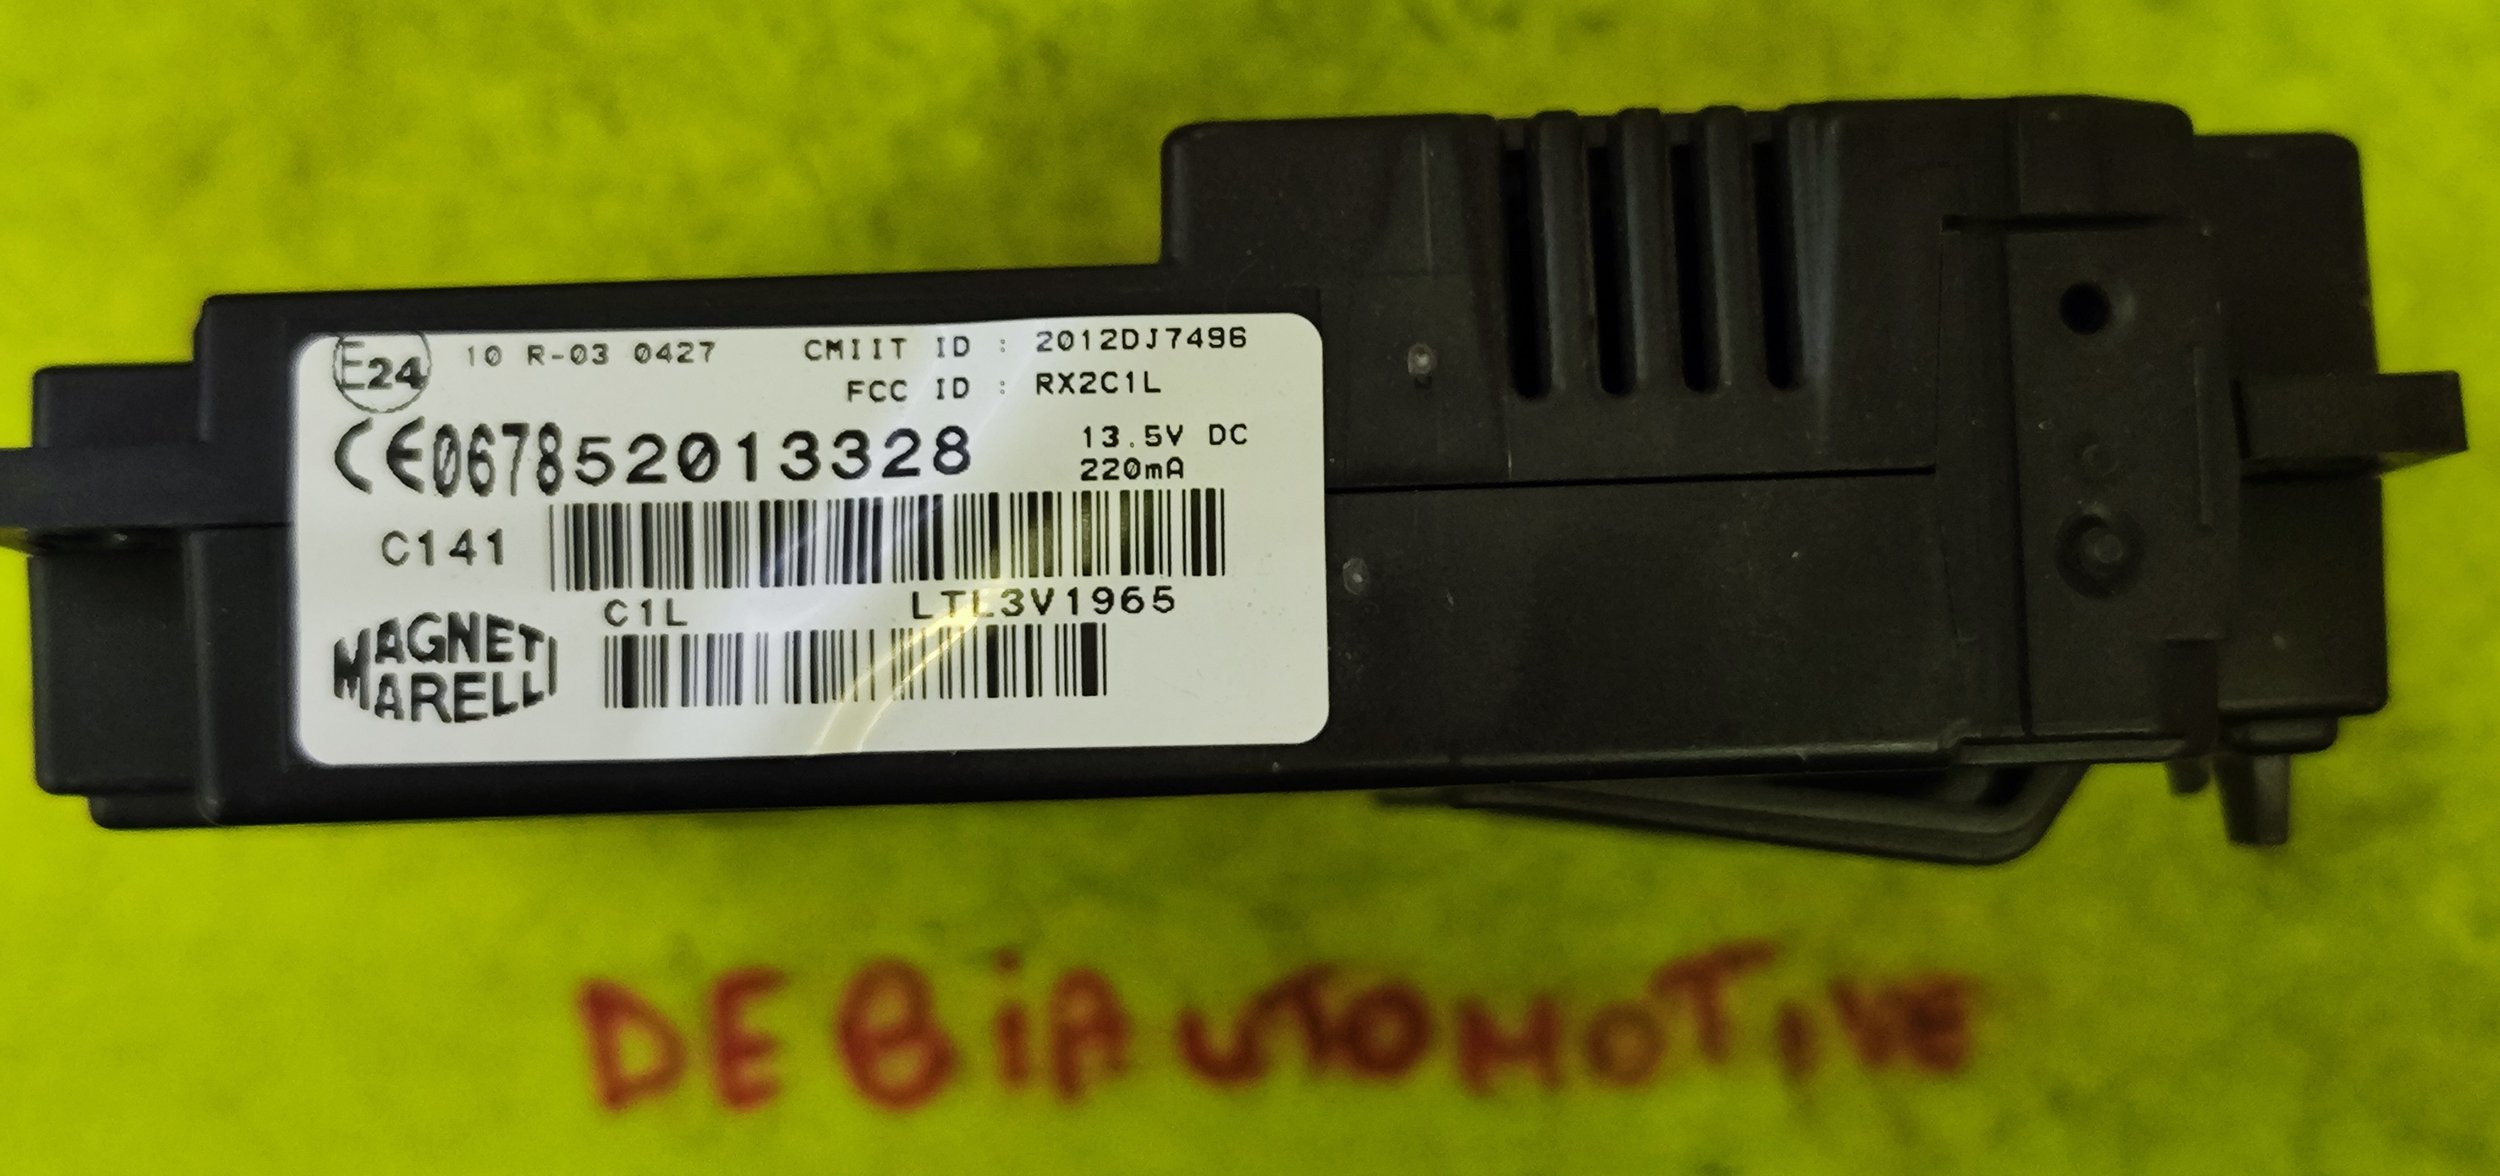 E24 10 R-03 0427 CMIIT ID : 2012DJ7496
FCC ID : RX2C1L
CE0678 52013328 13.5V DC
220mA
C141
C1L LTL3V1965
MAGNETI
MARELLI
DEBiAUTOMOTIVE